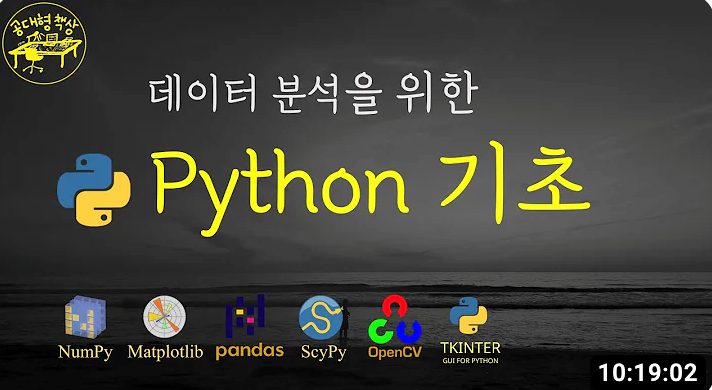 공대형 책상
데이터 분석을 위한
Python 기초
NumPy Matplotlib pandas ScyPy OpenCV TKINTER
GUI FOR PYTHON
10:19:02